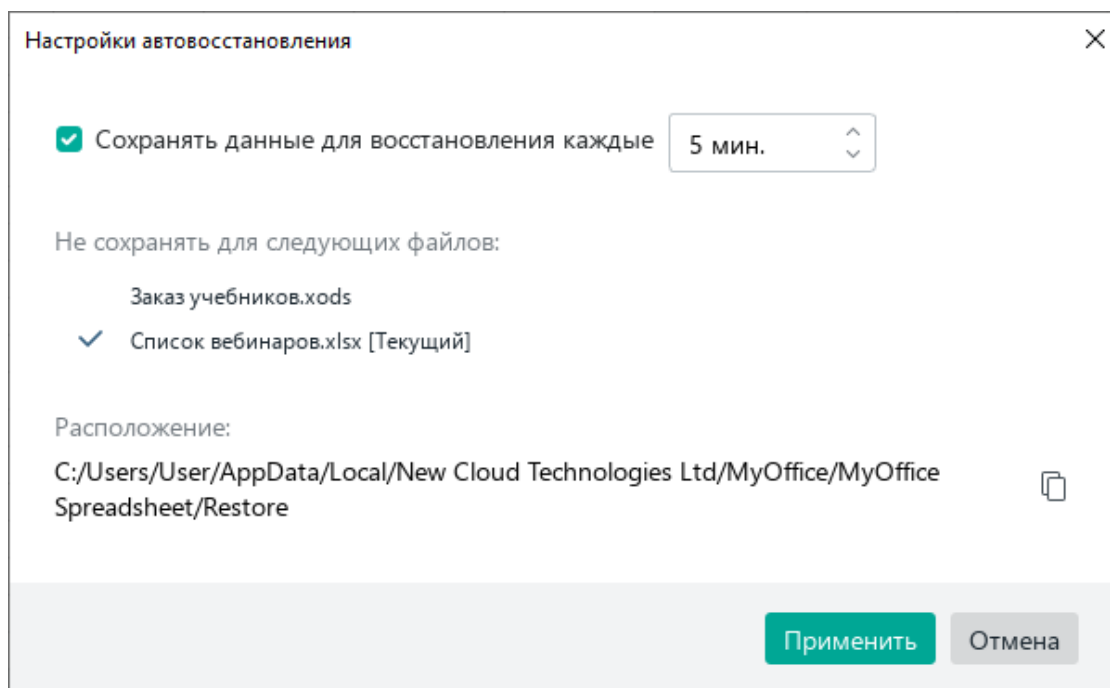 Настройки автовосстановления
Сохранять данные для восстановления каждые 5 мин.
Не сохранять для следующих файлов:
Заказ учебников.xods
Список вебинаров.xlsx [Текущий]
Расположение:
C:/Users/User/AppData/Local/New Cloud Technologies Ltd/MyOffice/MyOffice
Spreadsheet/Restore
Применить Отмена